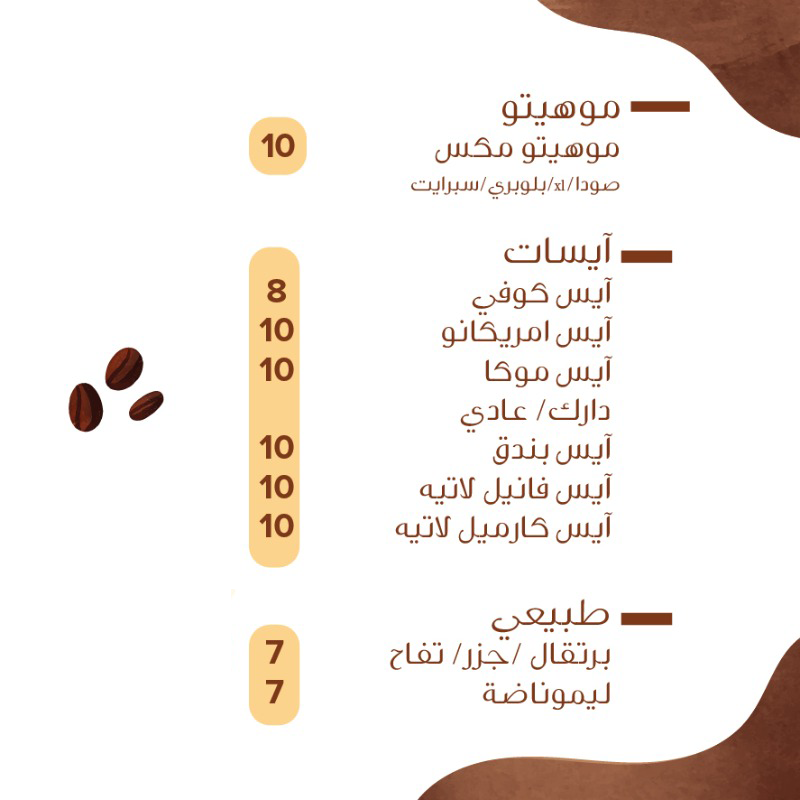 موهيتو
موهيتو مكس 10
صودا/xl/بلوبري/سبرايت
آيسات
آيس كوفي 8
آيس امريكانو 10
آيس موكا 10
دارك/ عادي
آيس بندق 10
آيس فانيل لاتيه 10
آيس كارميل لاتيه 10
طبيعي
برتقال /جزر/ تفاح 7
ليموناضة 7